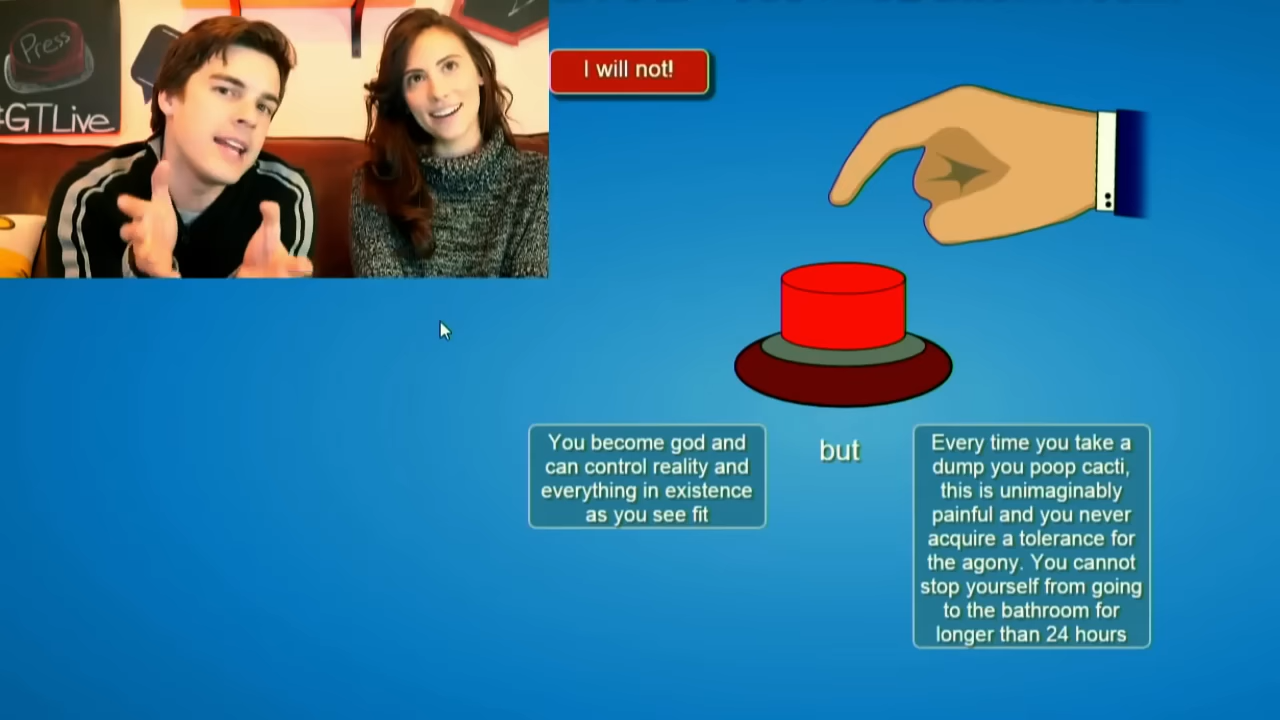 Press
#GTLive
I will not!
You become god and
can control reality and
everything in existence
as you see fit
but
Every time you take a
dump you poop cacti,
this is unimaginably
painful and you never
acquire a tolerance for
the agony. You cannot
stop yourself from going
to the bathroom for
longer than 24 hours